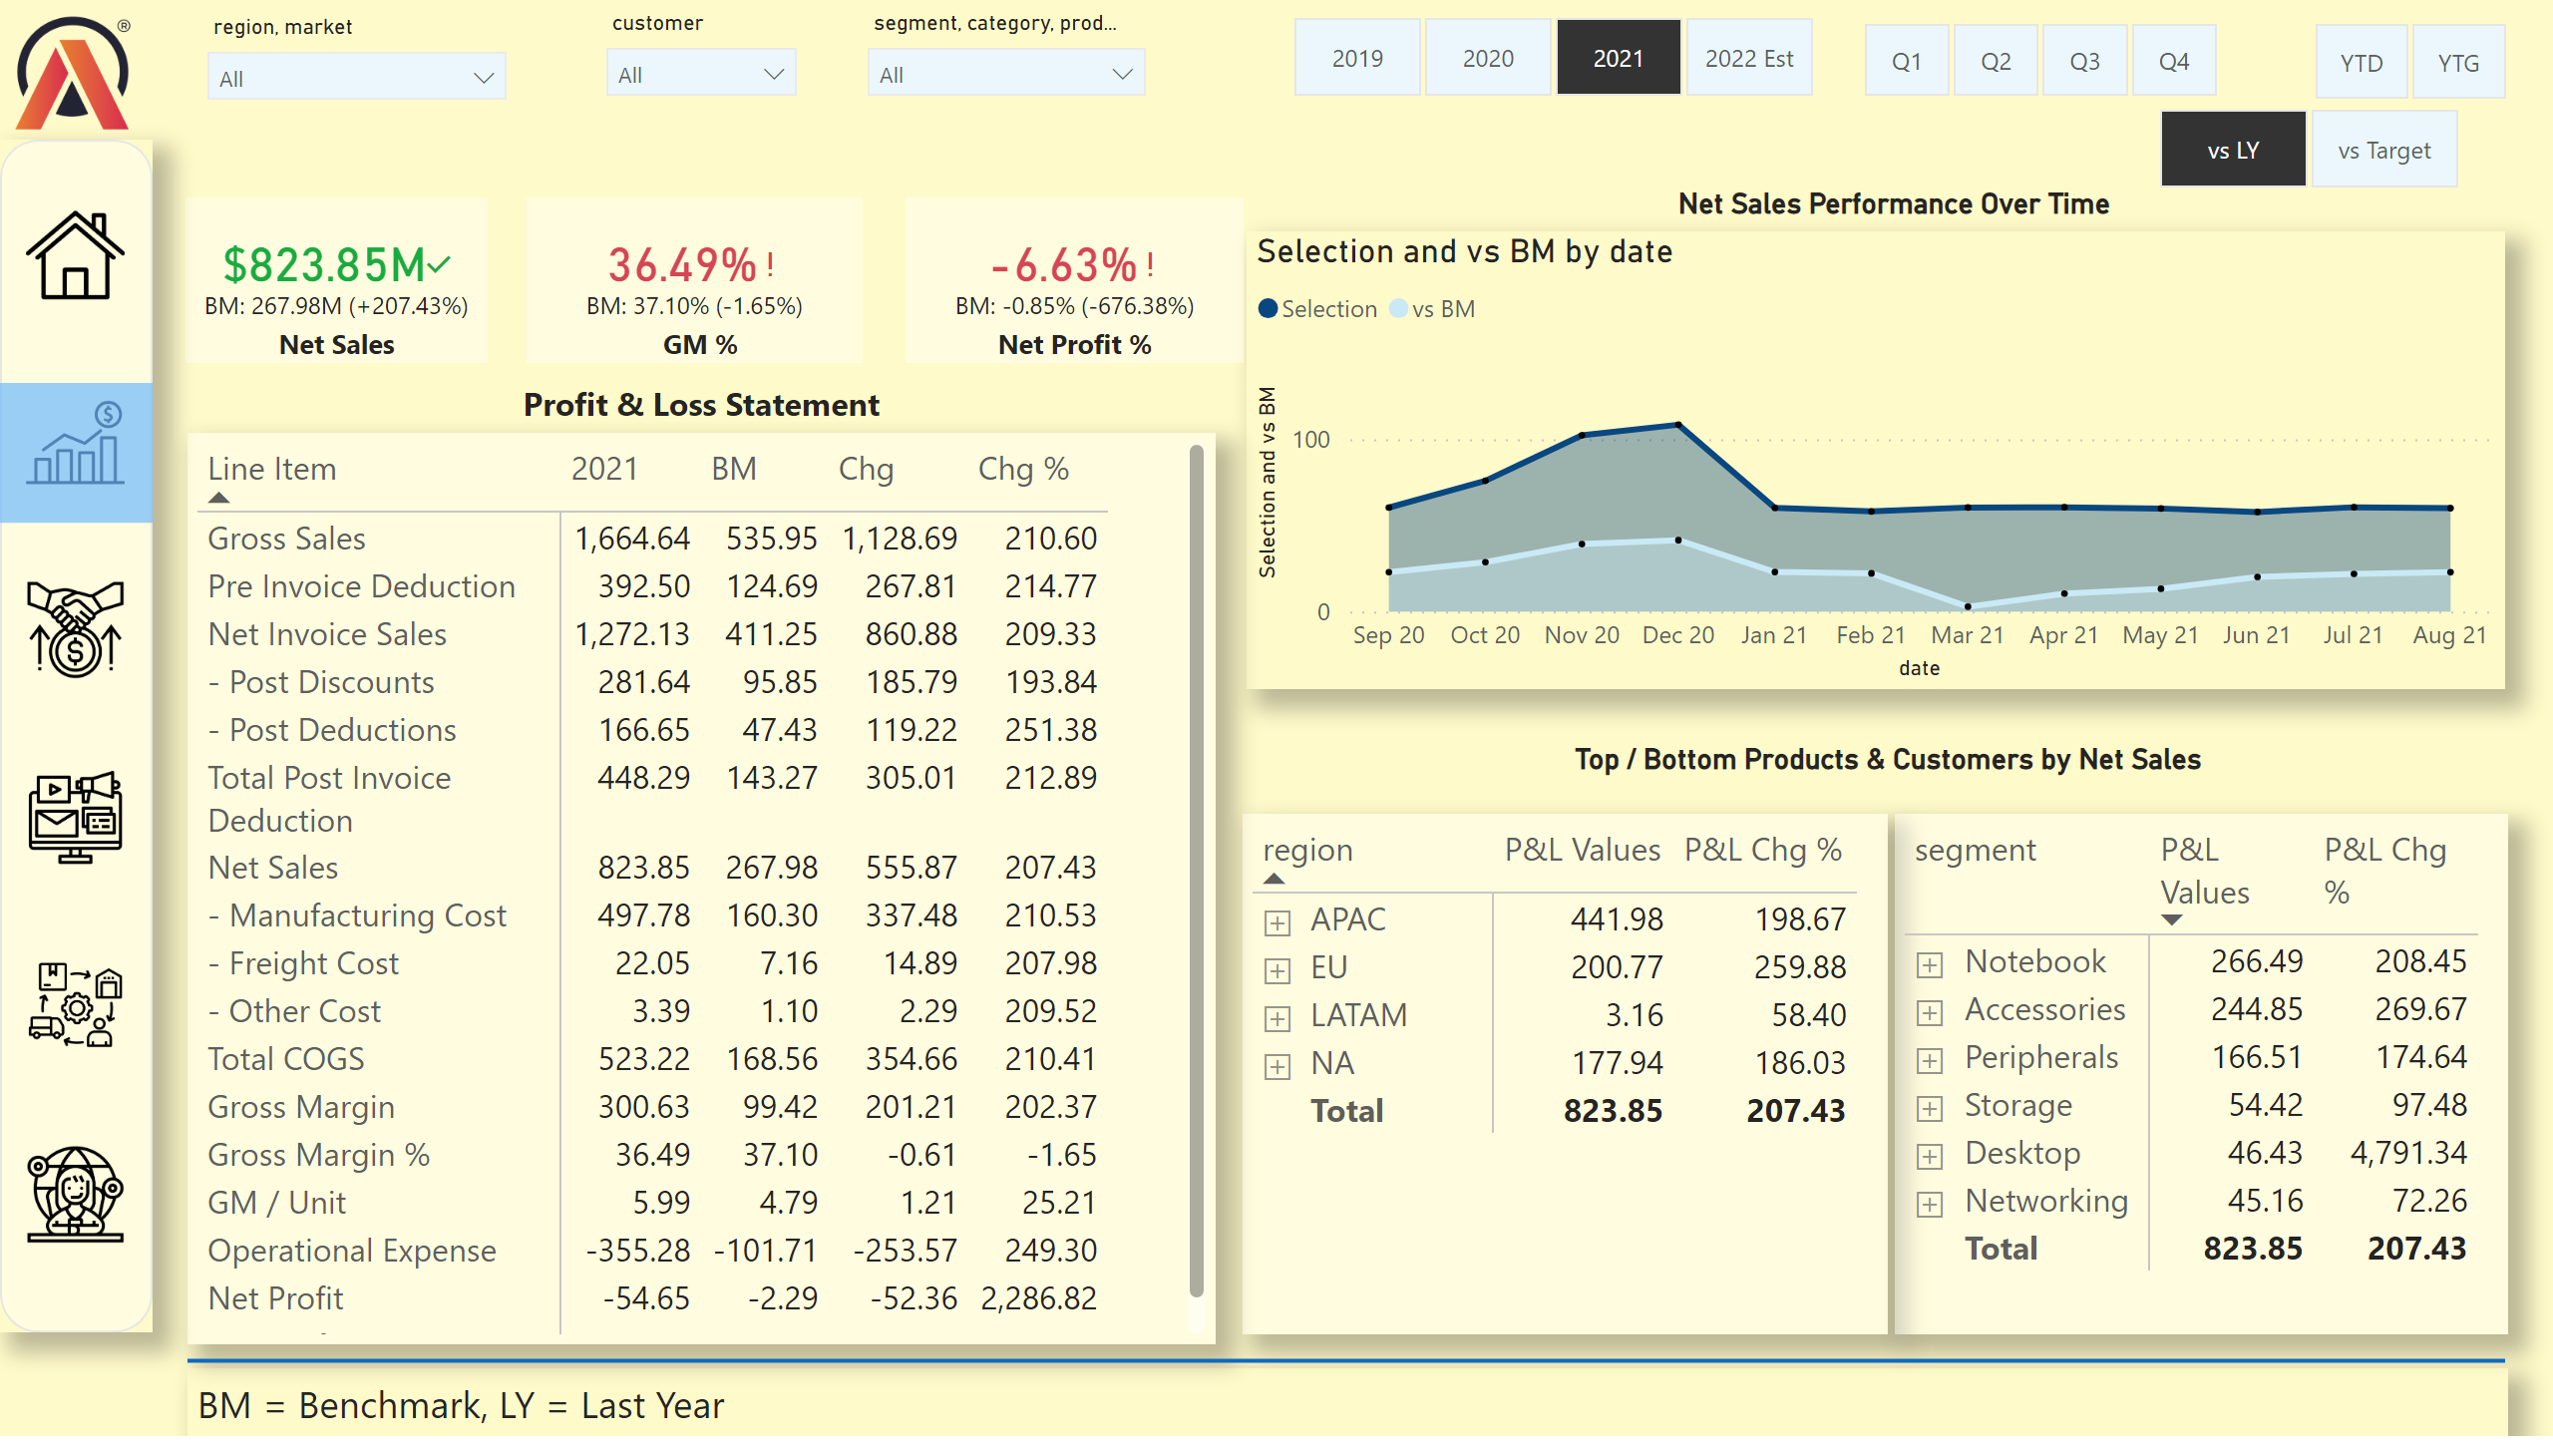 ®
region, market
All
customer
All
segment, category, prod...
All
2019 2020 2021 2022 Est
Q1 Q2 Q3 Q4
YTD YTG
vs LY vs Target
$823.85M
BM: 267.98M (+207.43%)
Net Sales
36.49% !
BM: 37.10% (-1.65%)
GM %
-6.63% !
BM: -0.85% (-676.38%)
Net Profit %
Profit & Loss Statement
Line Item 2021 BM Chg Chg %
Gross Sales 1,664.64 535.95 1,128.69 210.60
Pre Invoice Deduction 392.50 124.69 267.81 214.77
Net Invoice Sales 1,272.13 411.25 860.88 209.33
- Post Discounts 281.64 95.85 185.79 193.84
- Post Deductions 166.65 47.43 119.22 251.38
Total Post Invoice 448.29 143.27 305.01 212.89
Deduction
Net Sales 823.85 267.98 555.87 207.43
- Manufacturing Cost 497.78 160.30 337.48 210.53
- Freight Cost 22.05 7.16 14.89 207.98
- Other Cost 3.39 1.10 2.29 209.52
Total COGS 523.22 168.56 354.66 210.41
Gross Margin 300.63 99.42 201.21 202.37
Gross Margin % 36.49 37.10 -0.61 -1.65
GM / Unit 5.99 4.79 1.21 25.21
Operational Expense -355.28 -101.71 -253.57 249.30
Net Profit -54.65 -2.29 -52.36 2,286.82
Net Sales Performance Over Time
Selection and vs BM by date
Selection vs BM
Selection and vs BM
100
0
Sep 20 Oct 20 Nov 20 Dec 20 Jan 21 Feb 21 Mar 21 Apr 21 May 21 Jun 21 Jul 21 Aug 21
date
Top / Bottom Products & Customers by Net Sales
region P&L Values P&L Chg %
APAC 441.98 198.67
EU 200.77 259.88
LATAM 3.16 58.40
NA 177.94 186.03
Total 823.85 207.43
segment P&L P&L Chg
Values %
Notebook 266.49 208.45
Accessories 244.85 269.67
Peripherals 166.51 174.64
Storage 54.42 97.48
Desktop 46.43 4,791.34
Networking 45.16 72.26
Total 823.85 207.43
BM = Benchmark, LY = Last Year